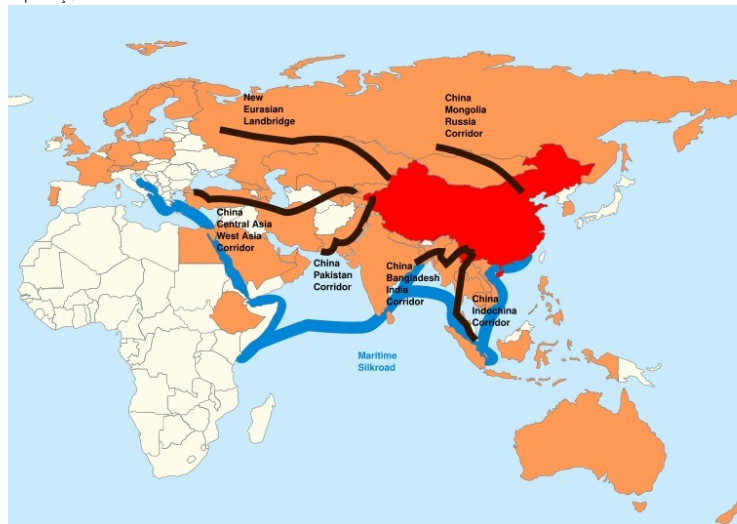 New
Eurasian
Landbridge
China
Mongolia
Russia
Corridor
China
Central Asia
West Asia
Corridor
China
Pakistan
Corridor
China
Bangladesh
India
Corridor
China
Indochina
Corridor
Maritime
Silkroad